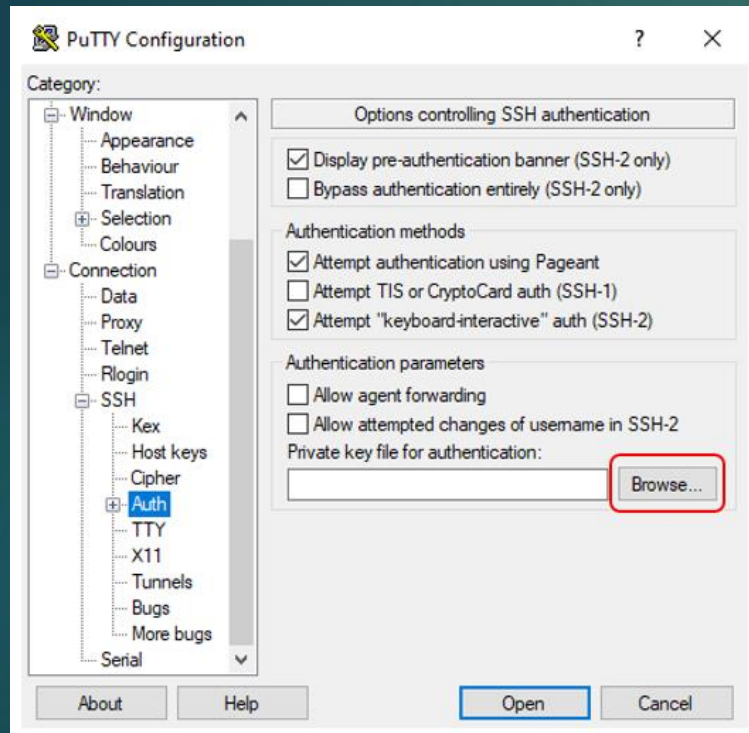 PuTTY Configuration
Category:
Window
Appearance
Behaviour
Translation
Selection
Colours
Connection
Data
Proxy
Telnet
Rlogin
SSH
Kex
Host keys
Cipher
Auth
TTY
X11
Tunnels
Bugs
More bugs
Serial
Options controlling SSH authentication
Display pre-authentication banner (SSH-2 only)
Bypass authentication entirely (SSH-2 only)
Authentication methods
Attempt authentication using Pageant
Attempt TIS or CryptoCard auth (SSH-1)
Attempt "keyboard-interactive" auth (SSH-2)
Authentication parameters
Allow agent forwarding
Allow attempted changes of username in SSH-2
Private key file for authentication:
Browse...
About
Help
Open
Cancel